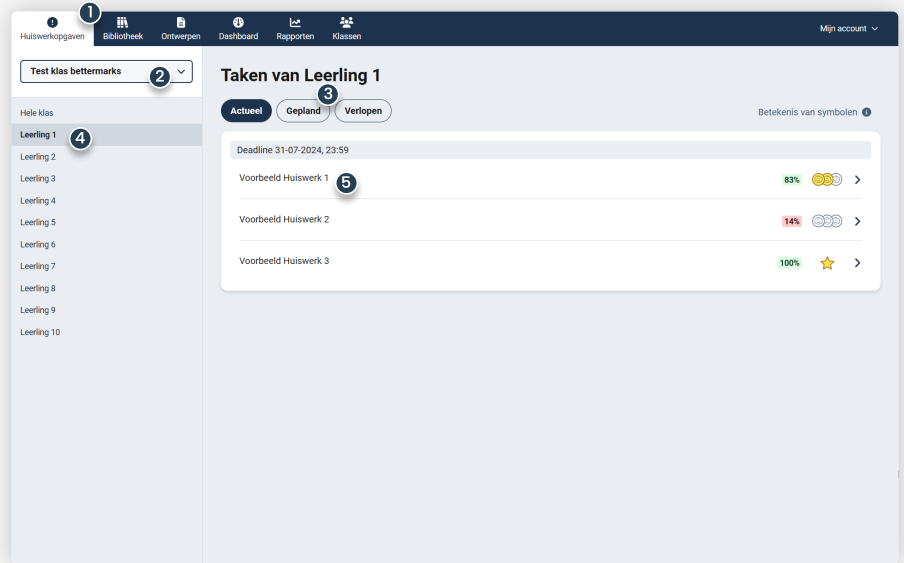 1
Huiswerkopgaven Bibliotheek Ontwerpen Dashboard Rapporten Klassen Mijn account
Test klas bettermarks 2
Hele klas
Leerling 1 4
Leerling 2
Leerling 3
Leerling 4
Leerling 5
Leerling 6
Leerling 7
Leerling 8
Leerling 9
Leerling 10
Taken van Leerling 1
3
Actueel Gepland Verlopen Betekenis van symbolen
Deadline 31-07-2024, 23:59
Voorbeeld Huiswerk 1 5 83%
Voorbeeld Huiswerk 2 14%
Voorbeeld Huiswerk 3 100%